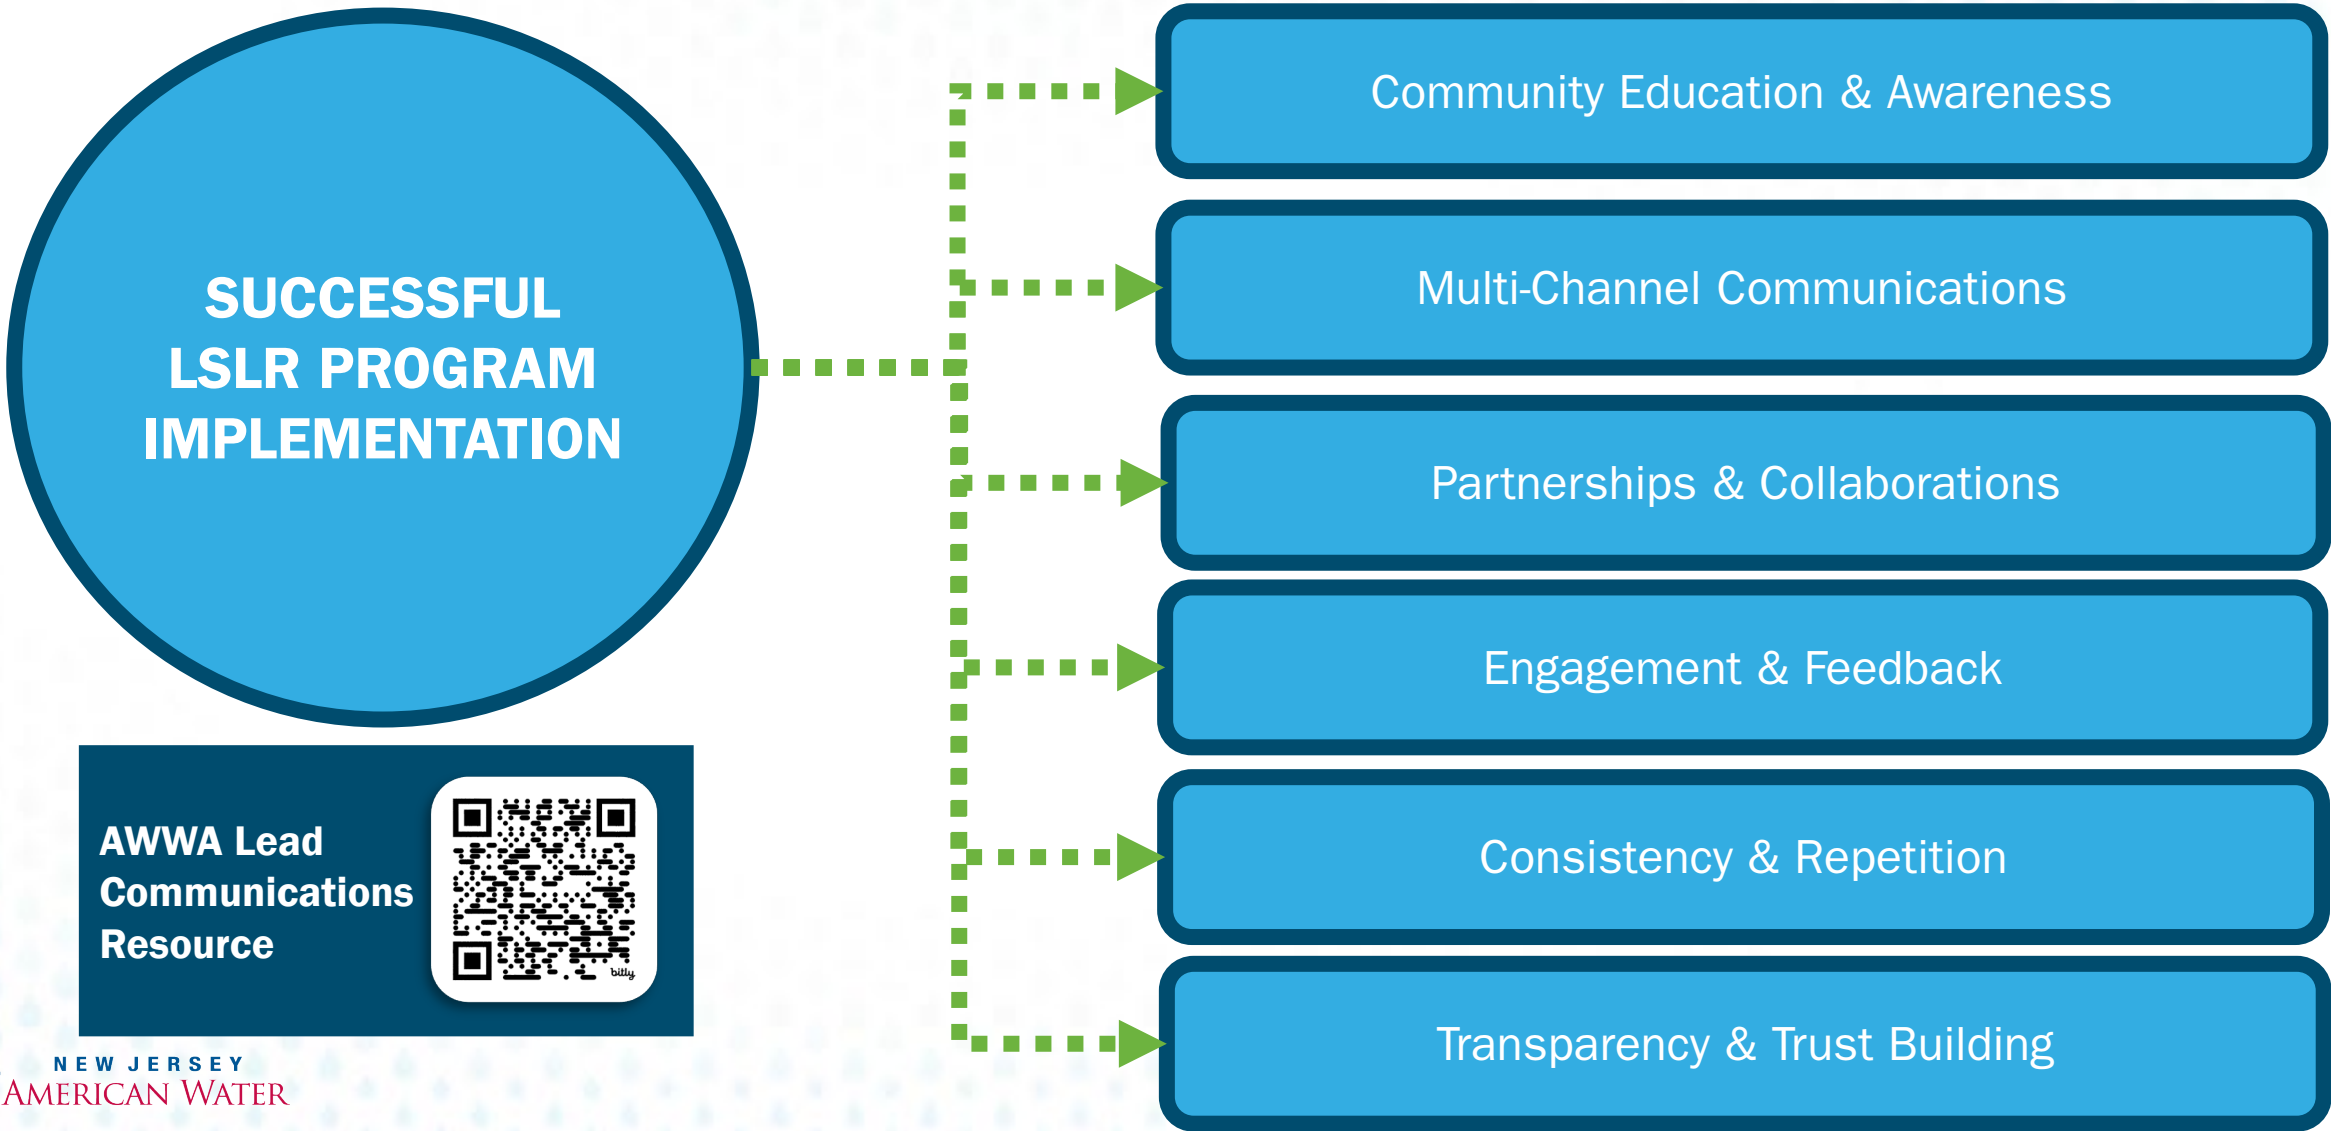 SUCCESSFUL
LSLR PROGRAM
IMPLEMENTATION
Community Education & Awareness
Multi-Channel Communications
Partnerships & Collaborations
Engagement & Feedback
Consistency & Repetition
Transparency & Trust Building
AWWA Lead
Communications
Resource
bitly
NEW JERSEY
AMERICAN WATER